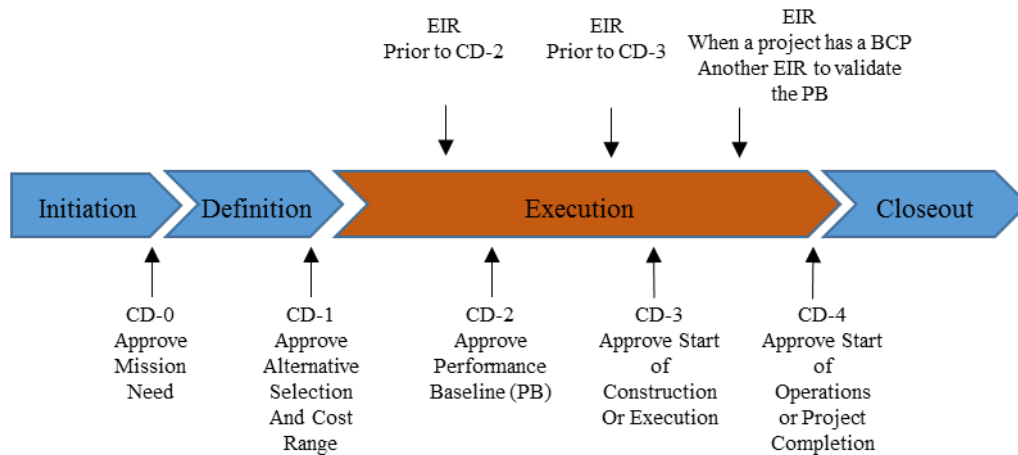 EIR
Prior to CD-2
EIR
Prior to CD-3
EIR
When a project has a BCP
Another EIR to validate
the PB
Initiation
Definition
Execution
Closeout
CD-0
Approve
Mission
Need
CD-1
Approve
Alternative
Selection
And Cost
Range
CD-2
Approve
Performance
Baseline (PB)
CD-3
Approve Start
of
Construction
Or Execution
CD-4
Approve Start
of
Operations
or Project
Completion